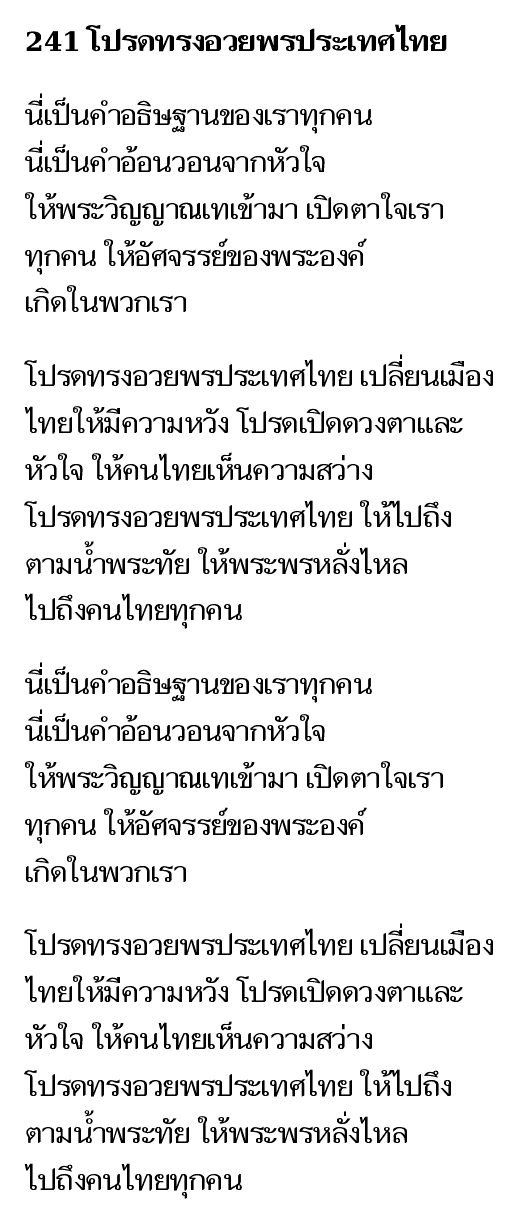 241 โปรดทรงอวยพรประเทศไทย
นี่เป็นคำอธิษฐานของเราทุกคน
นี่เป็นคำอ้อนวอนจากหัวใจ
ให้พระวิญญาณเทเข้ามา เปิดตาใจเรา
ทุกคน ให้อัศจรรย์ของพระองค์
เกิดในพวกเรา
โปรดทรงอวยพรประเทศไทย เปลี่ยนเมือง
ไทยให้มีความหวัง โปรดเปิดดวงตาและ
หัวใจ ให้คนไทยเห็นความสว่าง
โปรดทรงอวยพรประเทศไทย ให้ไปถึง
ตามน้ำพระทัย ให้พระพรหลั่งไหล
ไปถึงคนไทยทุกคน
นี่เป็นคำอธิษฐานของเราทุกคน
นี่เป็นคำอ้อนวอนจากหัวใจ
ให้พระวิญญาณเทเข้ามา เปิดตาใจเรา
ทุกคน ให้อัศจรรย์ของพระองค์
เกิดในพวกเรา
โปรดทรงอวยพรประเทศไทย เปลี่ยนเมือง
ไทยให้มีความหวัง โปรดเปิดดวงตาและ
หัวใจ ให้คนไทยเห็นความสว่าง
โปรดทรงอวยพรประเทศไทย ให้ไปถึง
ตามน้ำพระทัย ให้พระพรหลั่งไหล
ไปถึงคนไทยทุกคน